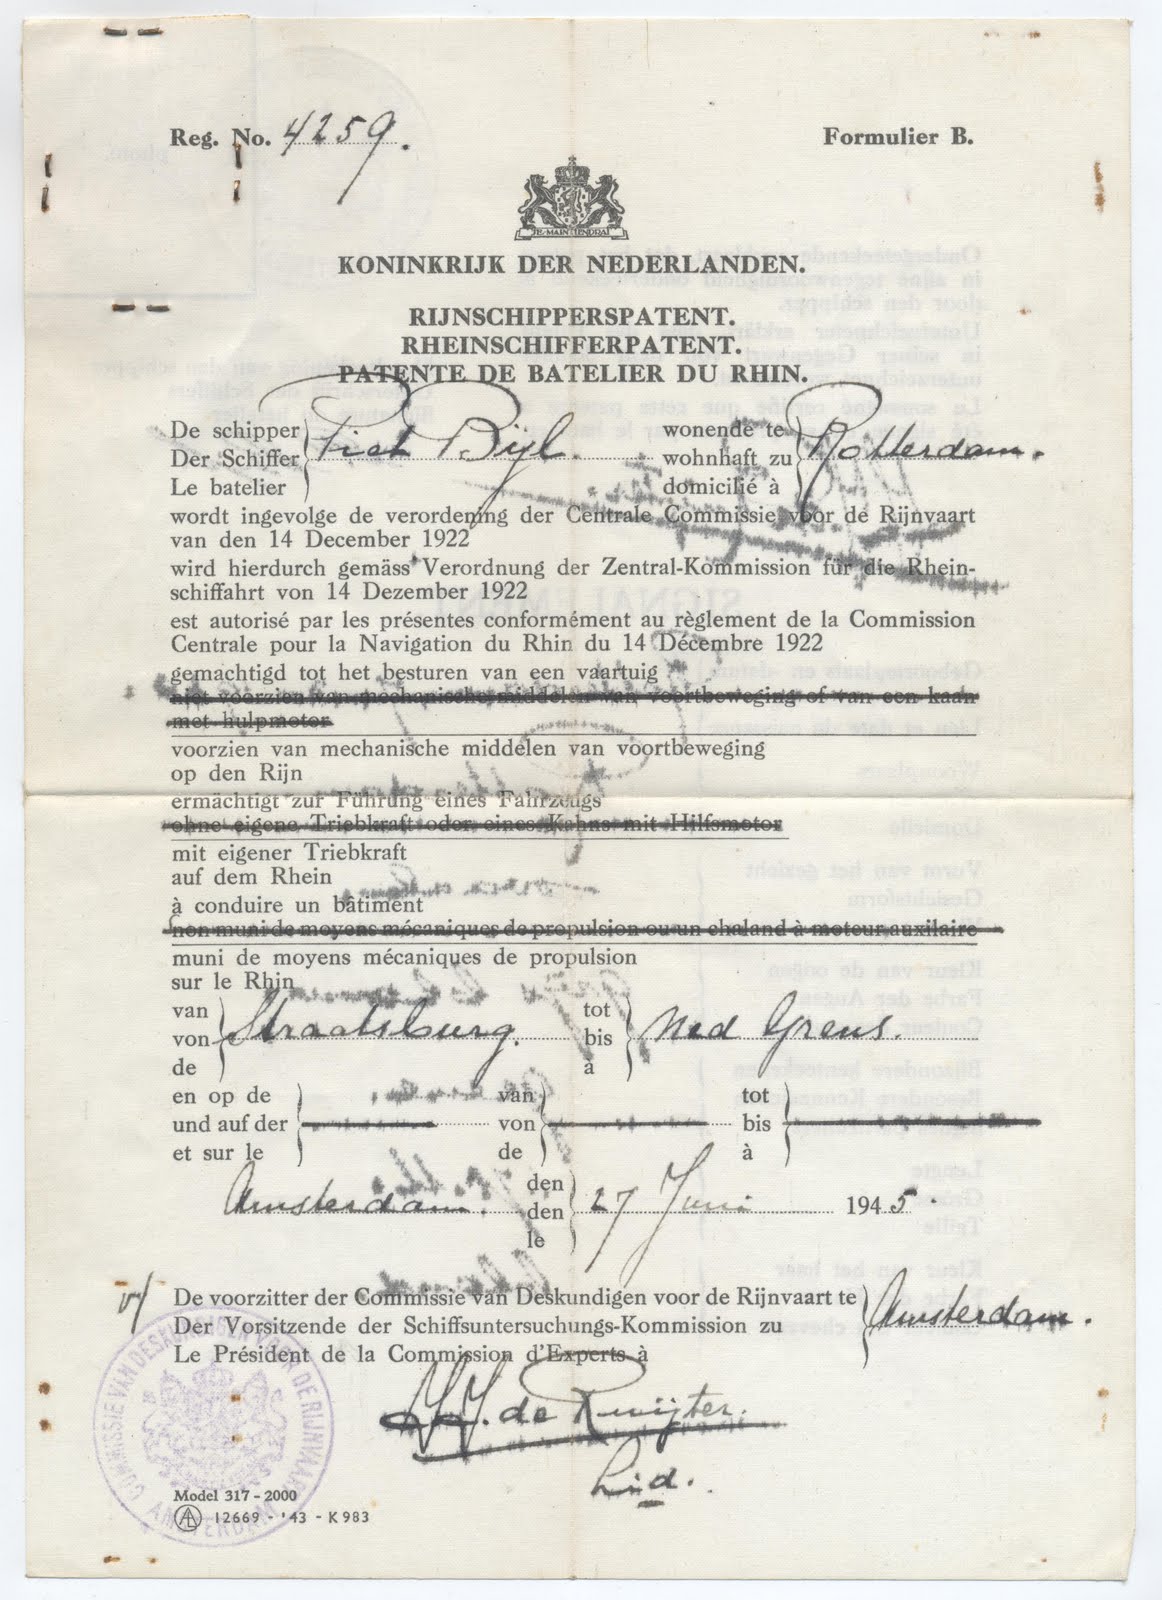 Reg. No. 4259.
Formulier B.
JE MAINTIENDRAI
KONINKRIJK DER NEDERLANDEN.
RIJNSCHIPPERSPATENT.
RHEINSCHIFFERPATENT.
PATENTE DE BATELIER DU RHIN.
De schipper
Der Schiffer
Le batelier
Piet Bijl.
wonende te
wohnhaft zu
domicilié à
Rotterdam.
wordt ingevolge de verordening der Centrale Commissie voor de Rijnvaart
van den 14 December 1922
wird hierdurch gemäss Verordnung der Zentral-Kommission für die Rhein-
schiffahrt von 14 Dezember 1922
est autorisé par les présentes conformément au règlement de la Commission
Centrale pour la Navigation du Rhin du 14 Décembre 1922
gemachtigd tot het besturen van een vaartuig
niet voorzien van mechanische middelen van voortbeweging of van een kaan
met hulpmotor
voorzien van mechanische middelen van voortbeweging
op den Rijn
ermächtigt zur Führung eines Fahrzeugs
ohne eigene Triebkraft oder eines Kahns mit Hilfsmotor
mit eigener Triebkraft
auf dem Rhein
à conduire un bâtiment
non muni de moyens mécaniques de propulsion ou un chaland à moteur auxilaire
muni de moyens mécaniques de propulsion
sur le Rhin
van
von
de
Straatsburg.
tot
bis
à
Ned Grens.
en op de
und auf der
et sur le
van
von
de
tot
bis
à
Amsterdam.
den
den
le
27 Juni 1945.
De voorzitter der Commissie van Deskundigen voor de Rijnvaart te
Der Vorsitzende der Schiffsuntersuchungs-Kommission zu
Le Président de la Commission d'Experts à
Amsterdam.
de Ruijter.
Lid.
COMMISSIE VAN DESKUNDIGEN VOOR DE RIJNVAART
AMSTERDAM
Model 317 - 2000
AL 12669 - '43 - K 983